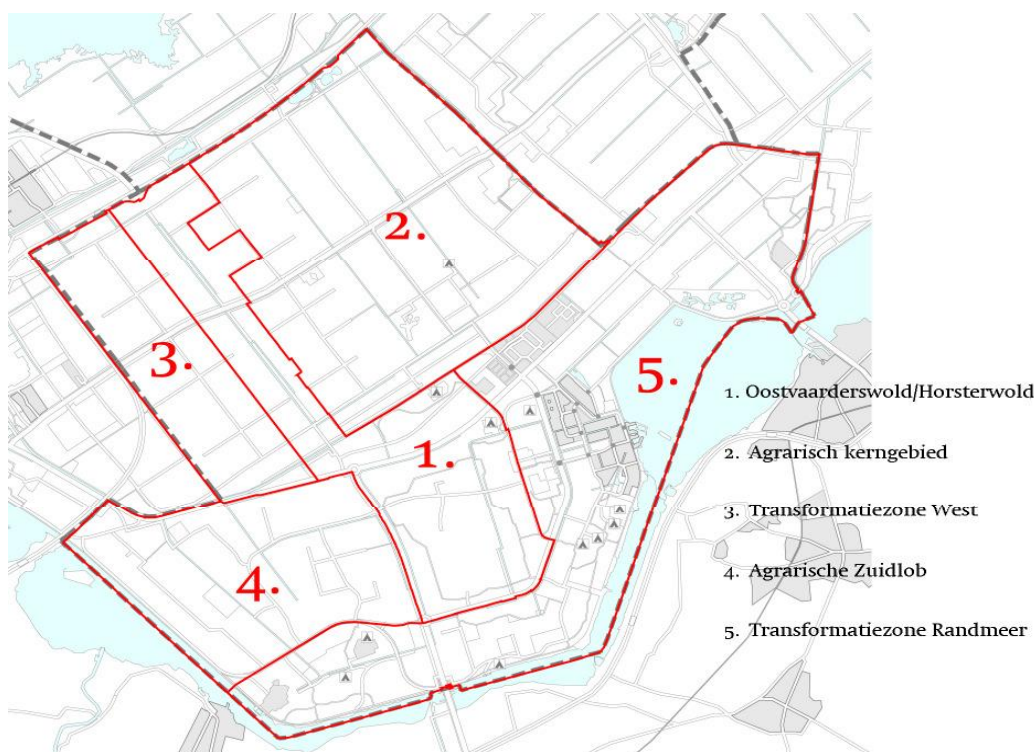 2.
3.
5.
1.
4.
1. Oostvaarderswold/Horsterwold
2. Agrarisch kerngebied
3. Transformatiezone West
4. Agrarische Zuidlob
5. Transformatiezone Randmeer